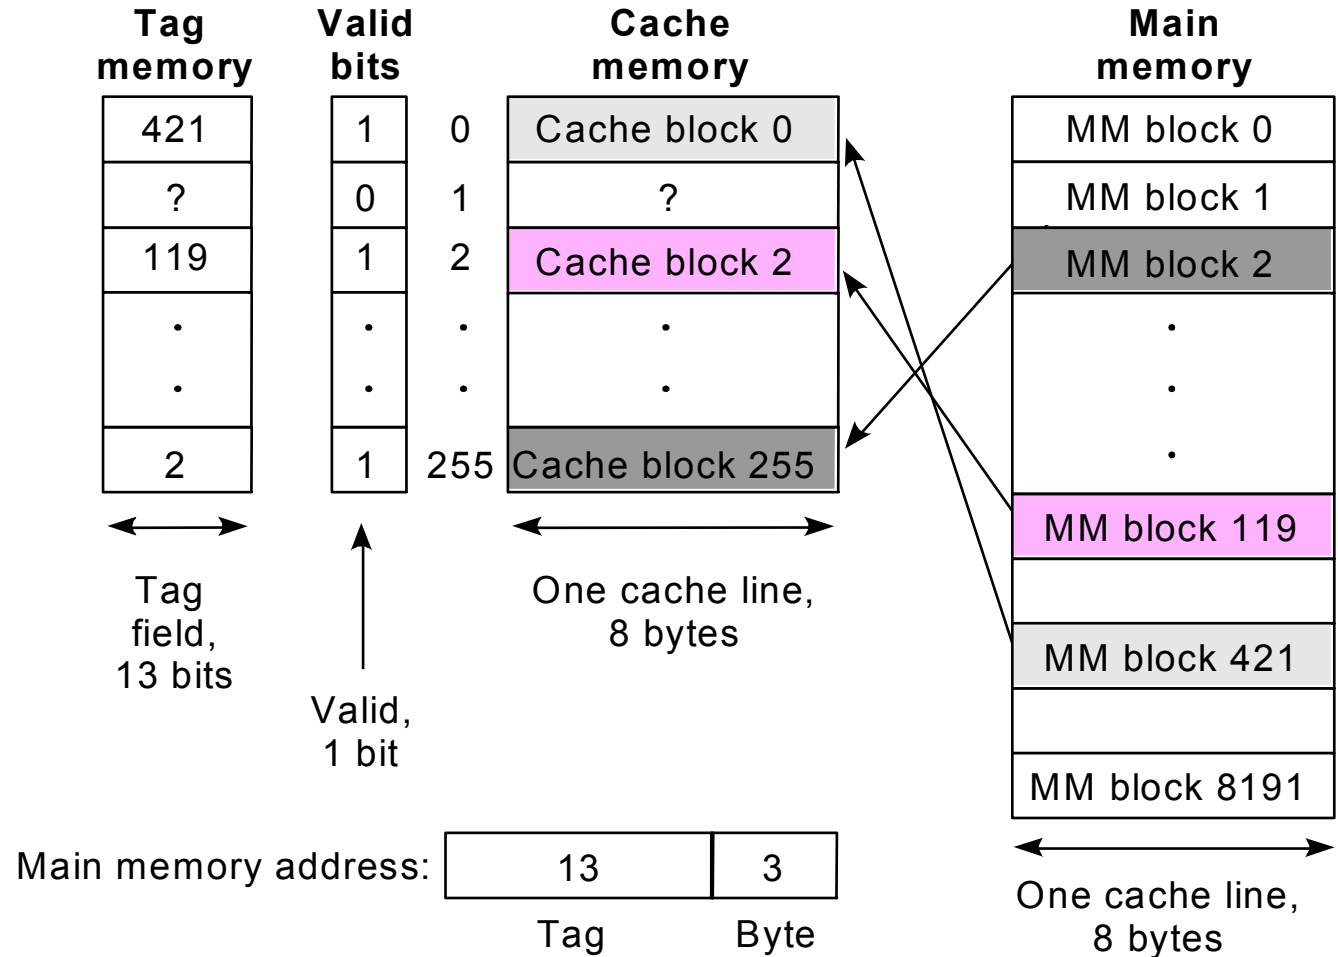 Tag memory
Valid bits
Cache memory
Main memory
421 1 0 Cache block 0 MM block 0
? 0 1 ? MM block 1
119 1 2 Cache block 2 MM block 2
2 1 255 Cache block 255
MM block 119
MM block 421
MM block 8191
Tag
field,
13 bits
Valid,
1 bit
One cache line,
8 bytes
Main memory address: 13 3
Tag Byte
One cache line,
8 bytes